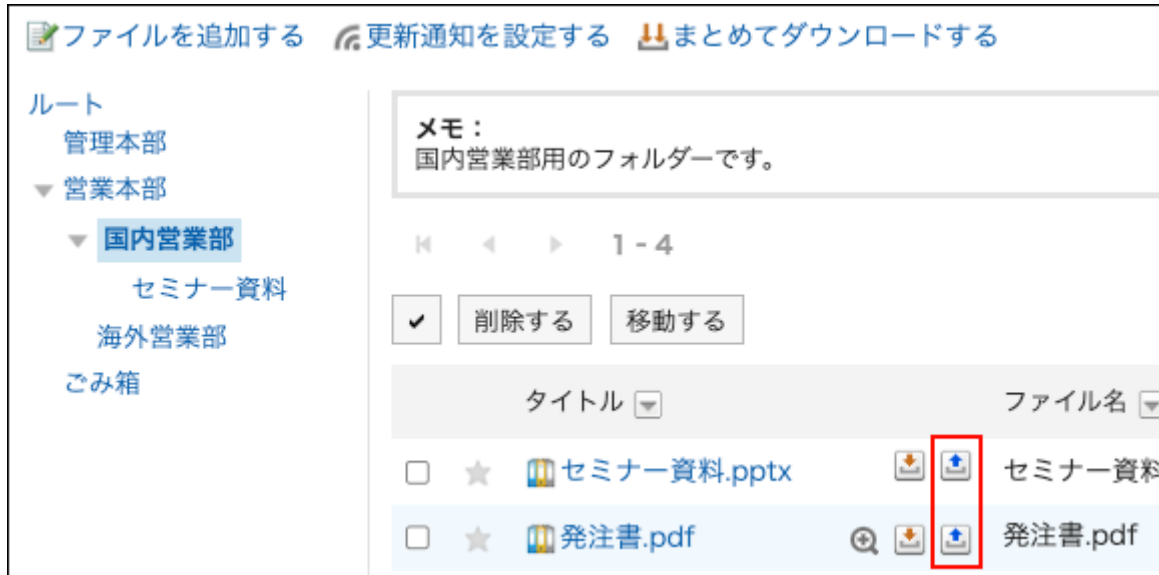 ファイルを追加する 更新通知を設定する まとめてダウンロードする
ルート
管理本部
営業本部
国内営業部
セミナー資料
海外営業部
ごみ箱
メモ：
国内営業部用のフォルダーです。
1 - 4
削除する 移動する
タイトル ファイル名
セミナー資料.pptx セミナー資料
発注書.pdf 発注書.pdf